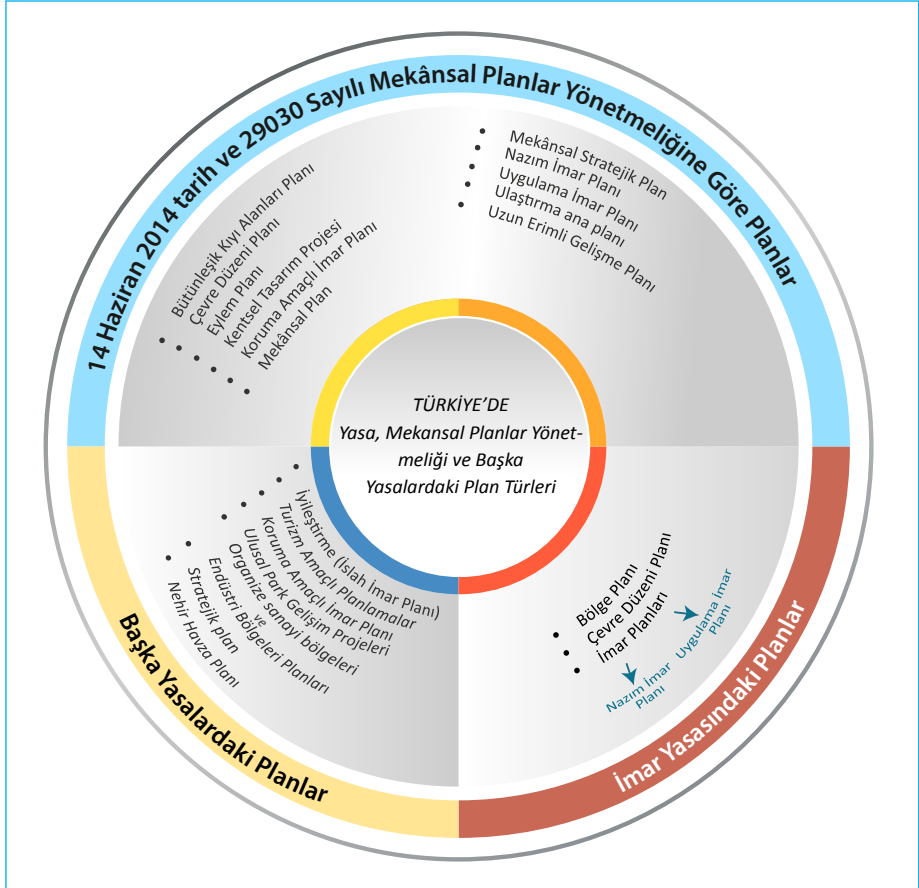 14 Haziran 2014 tarih ve 29030 Sayılı Mekânsal Planlar Yönetmeliğine Göre Planlar
• Bütünleşik Kıyı Alanları Planı
• Çevre Düzeni Planı
• Eylem Planı
• Kentsel Tasarım Projesi
• Koruma Amaçlı İmar Planı
• Mekânsal Plan
• Mekânsal Stratejik Plan
• Nazım İmar Planı
• Uygulama İmar Planı
• Ulaştırma ana planı
• Uzun Erimli Gelişme Planı
TÜRKİYE’DE
Yasa, Mekansal Planlar Yönet-
meliği ve Başka
Yasalardaki Plan Türleri
• İyileştirme (Islah İmar Planı)
• Turizm Amaçlı Planlamalar
• Koruma Amaçlı İmar Planı
• Ulusal Park Gelişim Projeleri
• Organize sanayi bölgeleri
ve
Endüstri Bölgeleri Planları
• Stratejik plan
• Nehir Havza Planı
Başka Yasalardaki Planlar
• Bölge Planı
• Çevre Düzeni Planı
• İmar Planları
Uygulama İmar
Planı
Nazım İmar
Planı
İmar Yasasındaki Planlar